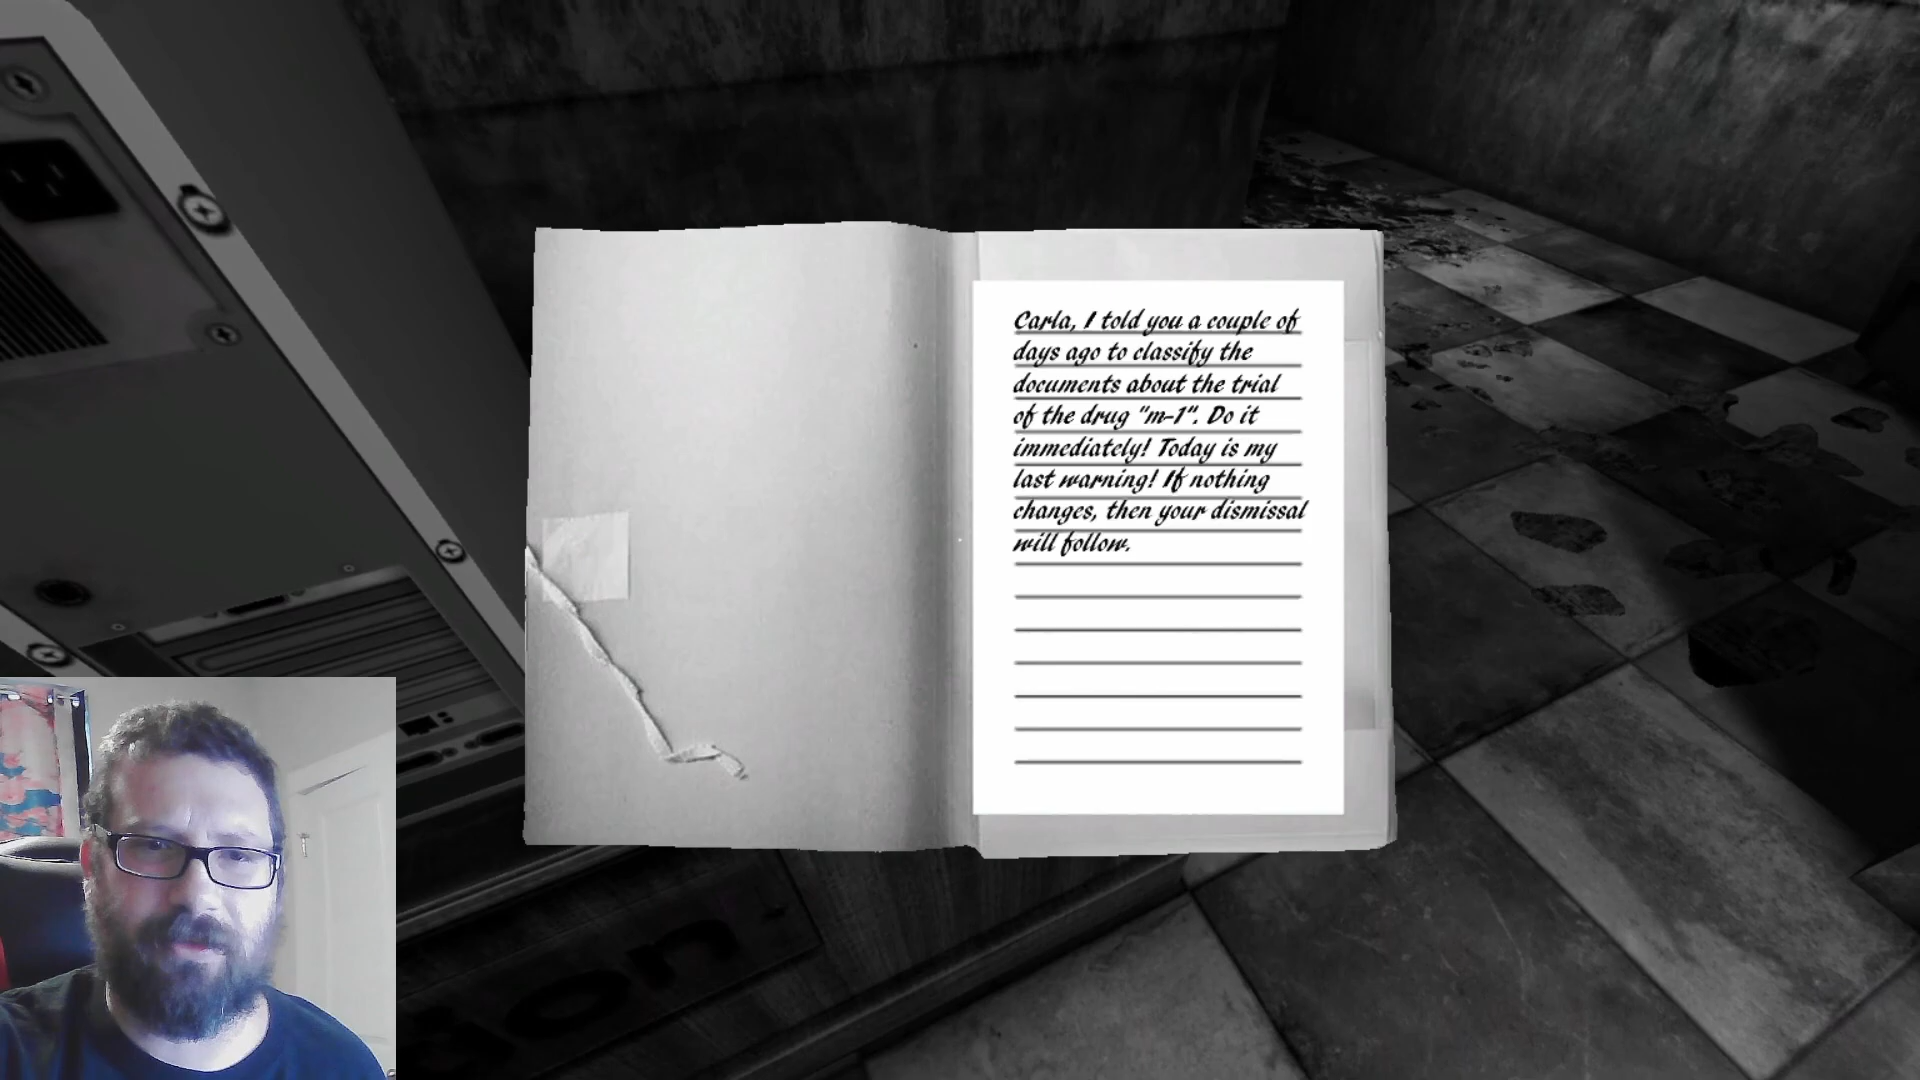 Carla, I told you a couple of
days ago to classify the
documents about the trial
of the drug "m-1". Do it
immediately! Today is my
last warning! If nothing
changes, then your dismissal
will follow.